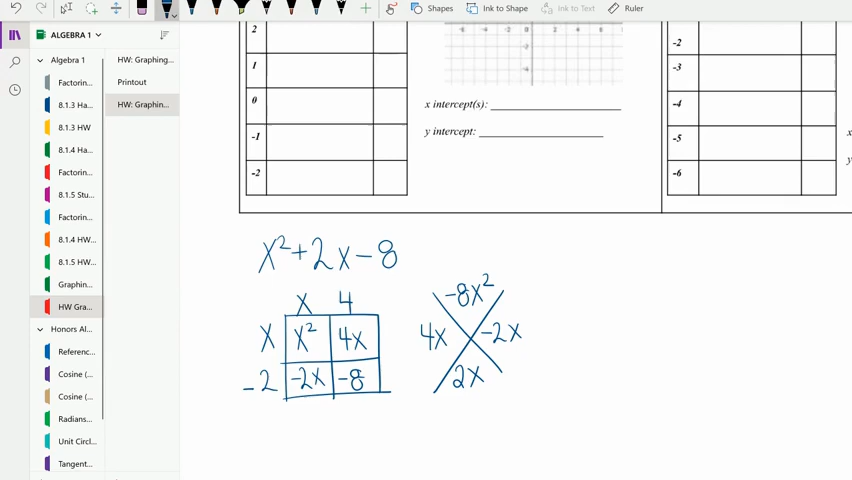 Shapes Ink to Shape Ink to Text Ruler
ALGEBRA 1
Algebra 1
Factorin...
8.1.3 Ha...
8.1.3 HW
8.1.4 Ha...
Factorin...
8.1.5 Stu...
Factorin...
8.1.4 HW...
8.1.5 HW...
Graphin...
HW Gra...
Honors Al...
Referenc...
Cosine (...
Cosine (...
Radians...
Unit Circl...
Tangent...
HW: Graphing...
Printout
HW: Graphin...
2
1
0
-1
-2
x intercept(s):
y intercept:
-2
-3
-4
-5
-6
x
y
x²+2x-8
x 4
x x² 4x
-2 -2x -8
-8x²
4x -2x
2x